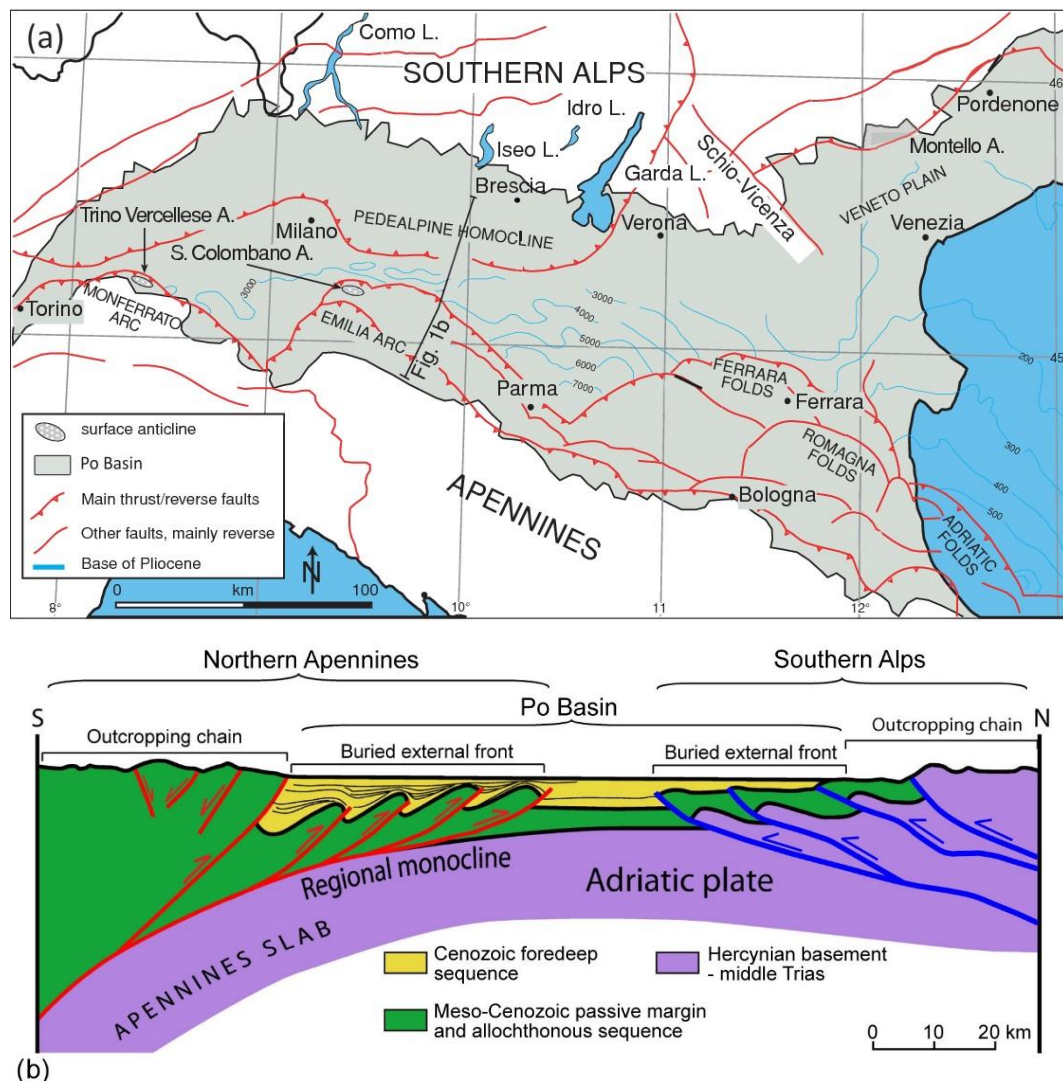 (a)
Como L.
SOUTHERN ALPS
Idro L.
Iseo L.
Garda L.
Schio-Vicenza
46
Pordenone
Montello A.
VENETO PLAIN
Brescia
Trino Vercellese A.
Milano
PEDEALPINE HOMOCLINE
Verona
Venezia
S. Colombano A.
3000
3000
4000
5000
6000
7000
Torino
MONFERRATO
ARC
EMILIA ARC
Fig. 1b
Parma
FERRARA
FOLDS
Ferrara
ROMAGNA
FOLDS
Bologna
45
200
300
400
500
ADRIATIC
FOLDS
APENNINES
surface anticline
Po Basin
Main thrust/reverse faults
Other faults, mainly reverse
Base of Pliocene
N
0
km
100
8°
10°
11
12°
Northern Apennines
Southern Alps
Po Basin
S
N
Outcropping chain
Buried external front
Buried external front
Outcropping chain
Regional monocline
Adriatic plate
APENNINES SLAB
Cenozoic foredeep
sequence
Hercynian basement
- middle Trias
Meso-Cenozoic passive margin
and allochthonous sequence
0 10 20 km
(b)